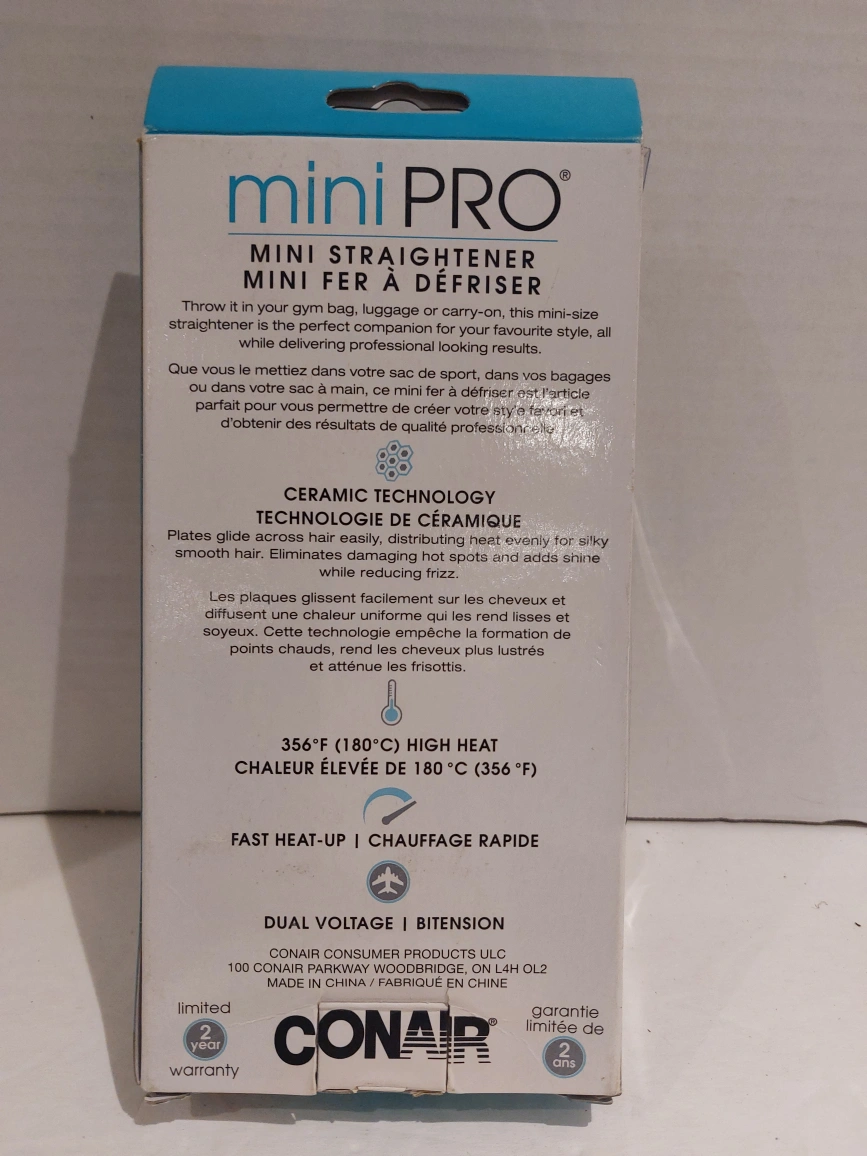 mini PRO®
MINI STRAIGHTENER
MINI FER À DÉFRISER
Throw it in your gym bag, luggage or carry-on, this mini-size
straightener is the perfect companion for your favourite style, all
while delivering professional looking results.
Que vous le mettiez dans votre sac de sport, dans vos bagages
ou dans votre sac à main, ce mini fer à défriser est l'article
parfait pour vous permettre de créer votre style favori et
d'obtenir des résultats de qualité professionnelle.
CERAMIC TECHNOLOGY
TECHNOLOGIE DE CÉRAMIQUE
Plates glide across hair easily, distributing heat evenly for silky
smooth hair. Eliminates damaging hot spots and adds shine
while reducing frizz.
Les plaques glissent facilement sur les cheveux et
diffusent une chaleur uniforme qui les rend lisses et
soyeux. Cette technologie empêche la formation de
points chauds, rend les cheveux plus lustrés
et atténue les frisottis.
356°F (180°C) HIGH HEAT
CHALEUR ÉLEVÉE DE 180 °C (356 °F)
FAST HEAT-UP | CHAUFFAGE RAPIDE
DUAL VOLTAGE | BITENSION
CONAIR CONSUMER PRODUCTS ULC
100 CONAIR PARKWAY WOODBRIDGE, ON L4H OL2
MADE IN CHINA / FABRIQUÉ EN CHINE
limited
2
year
warranty
CONAIR®
garantie
limitée de
2
ans